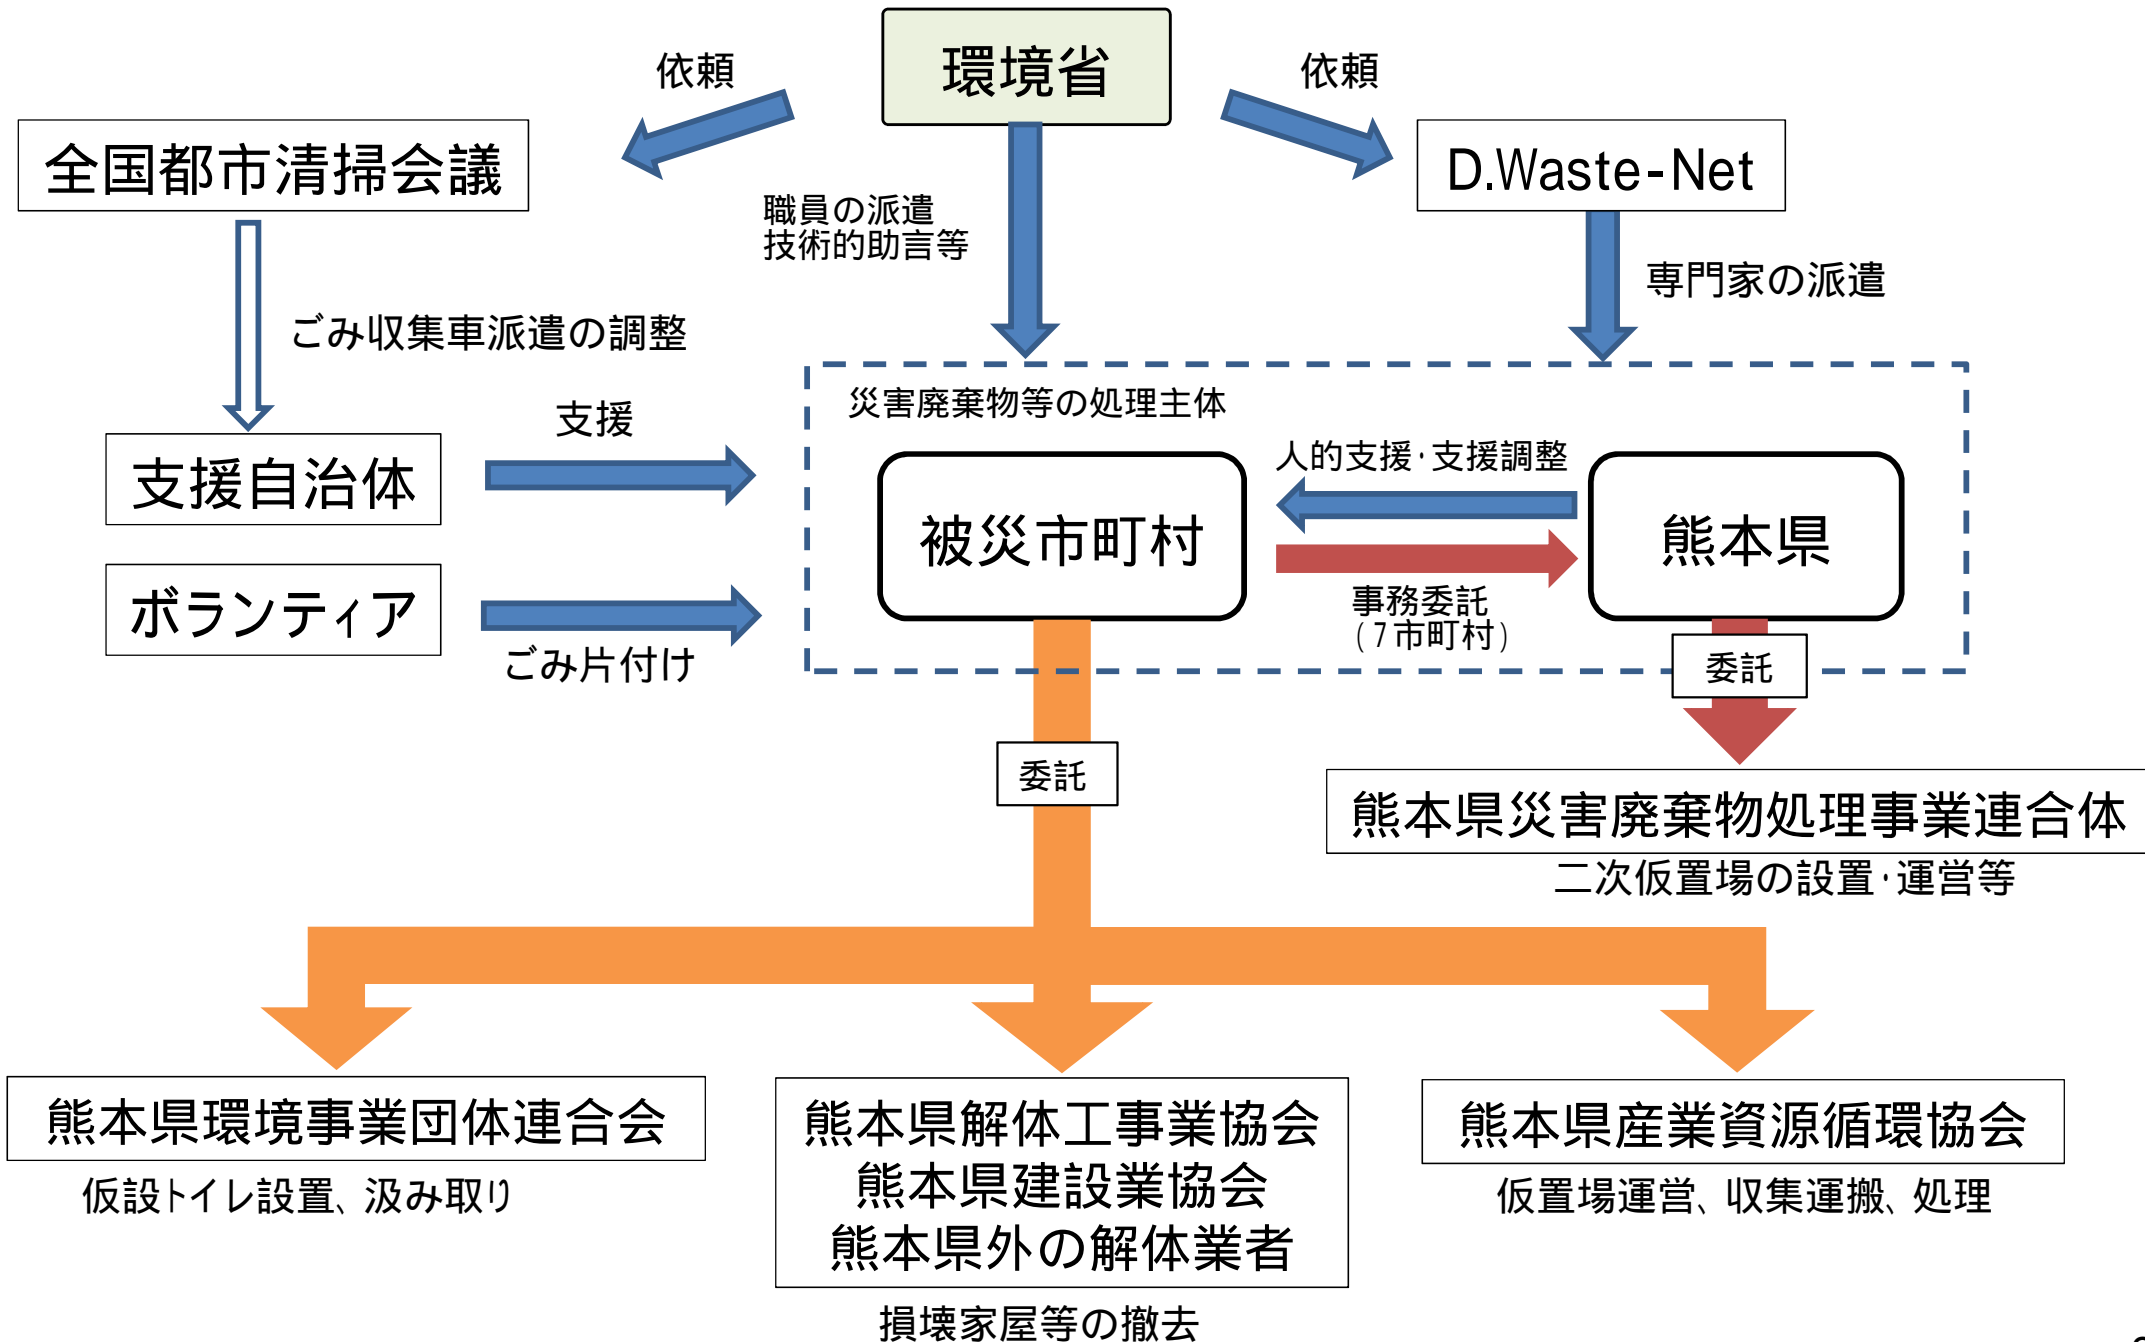 環境省
依頼
依頼
全国都市清掃会議
D.Waste-Net
職員の派遣
技術的助言等
専門家の派遣
ごみ収集車派遣の調整
災害廃棄物等の処理主体
支援
人的支援・支援調整
支援自治体
被災市町村
熊本県
ボランティア
事務委託
(7市町村)
ごみ片付け
委託
委託
熊本県災害廃棄物処理事業連合体
二次仮置場の設置・運営等
熊本県環境事業団体連合会
仮設トイレ設置、汲み取り
熊本県解体工事業協会
熊本県建設業協会
熊本県外の解体業者
損壊家屋等の撤去
熊本県産業資源循環協会
仮置場運営、収集運搬、処理